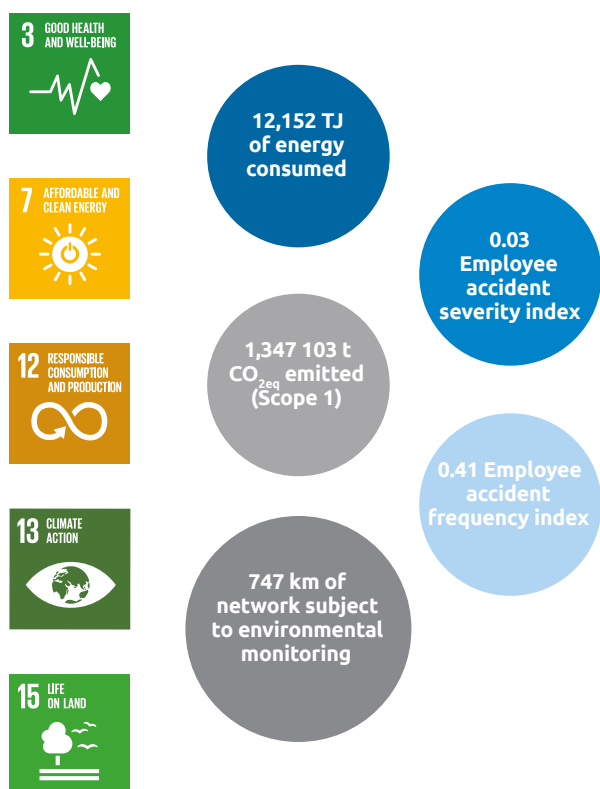 3 GOOD HEALTH
AND WELL-BEING
7 AFFORDABLE AND
CLEAN ENERGY
12 RESPONSIBLE
CONSUMPTION
AND PRODUCTION
13 CLIMATE
ACTION
15 LIFE
ON LAND
12,152 TJ
of energy
consumed
1,347 103 t
CO2eq emitted
(Scope 1)
747 km of
network subject
to environmental
monitoring
0.03
Employee
accident
severity index
0.41 Employee
accident
frequency index